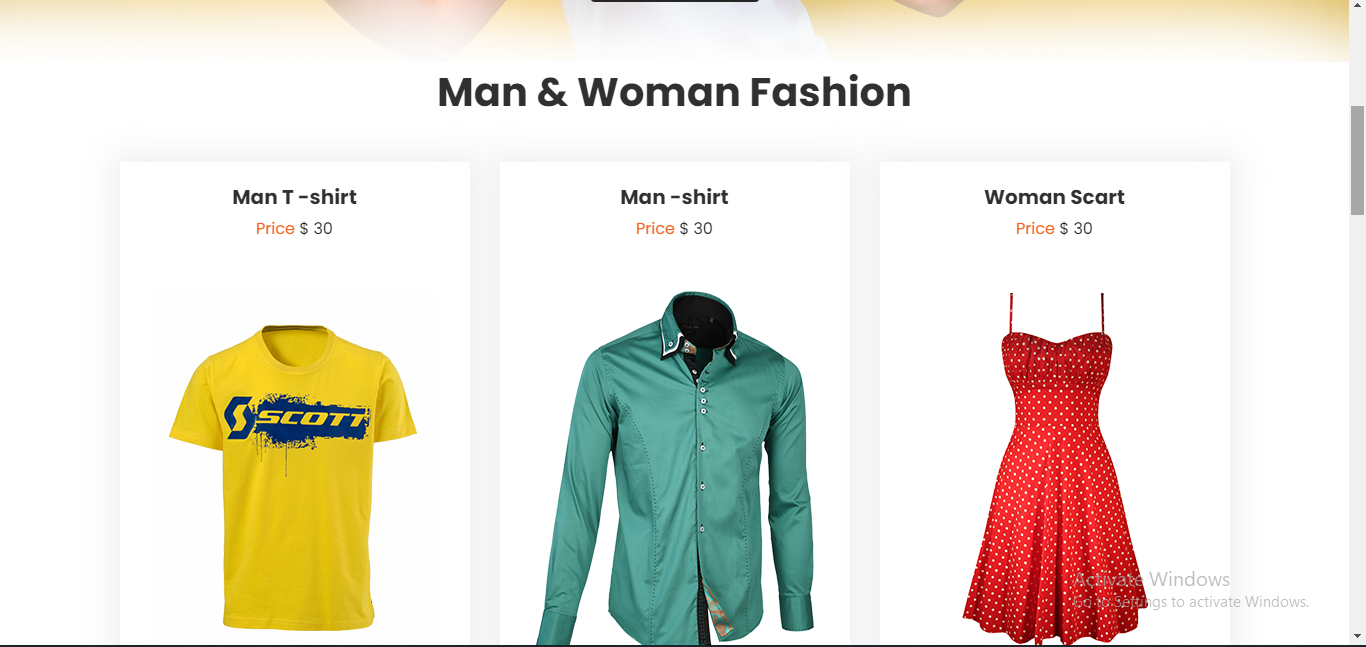 Man & Woman Fashion
Man T -shirt
Price $ 30
Man -shirt
Price $ 30
Woman Scart
Price $ 30
SCOTT
Activate Windows
Go to Settings to activate Windows.